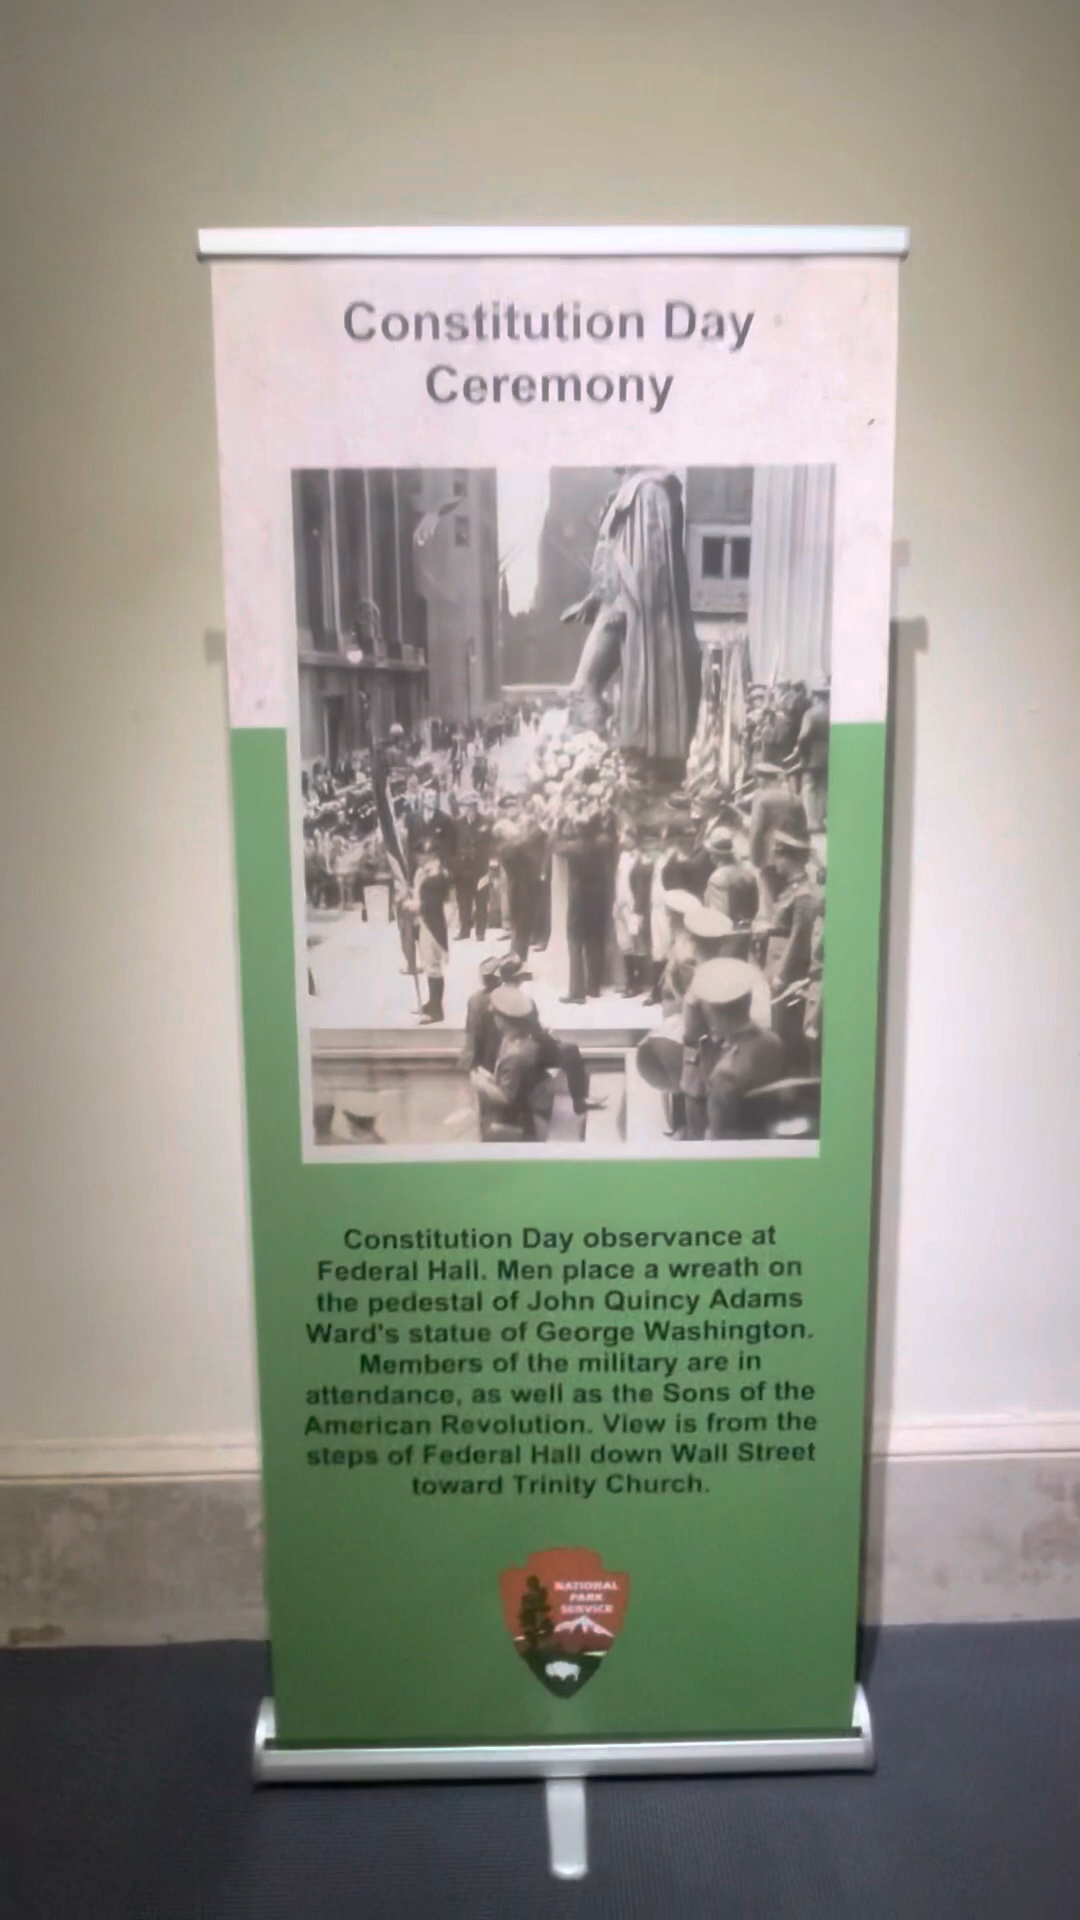 Constitution Day
Ceremony
Constitution Day observance at
Federal Hall. Men place a wreath on
the pedestal of John Quincy Adams
Ward's statue of George Washington.
Members of the military are in
attendance, as well as the Sons of the
American Revolution. View is from the
steps of Federal Hall down Wall Street
toward Trinity Church.
NATIONAL
PARK
SERVICE